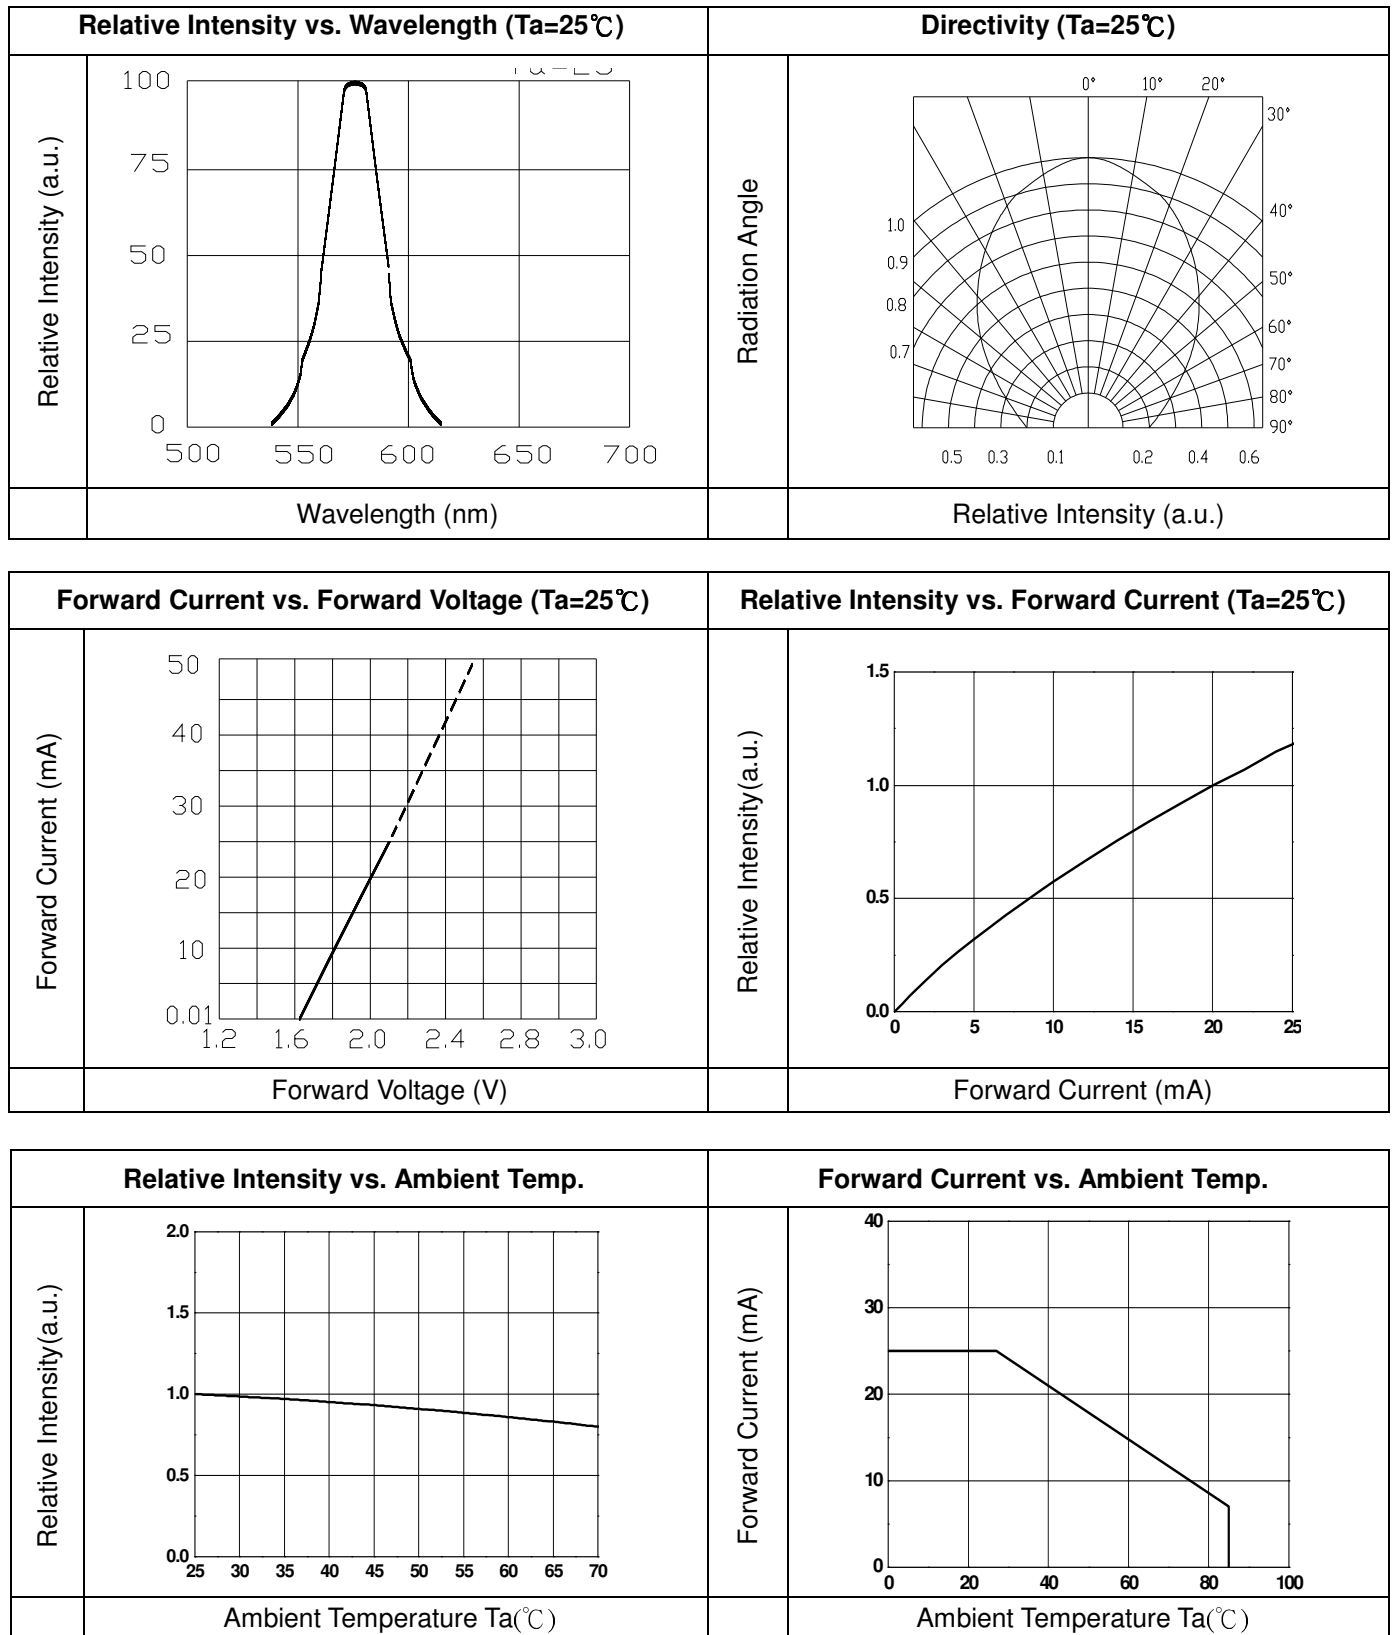 Relative Intensity vs. Wavelength (Ta=25℃)
Directivity (Ta=25℃)
Relative Intensity (a.u.)
100
75
50
25
0
500 550 600 650 700
Wavelength (nm)
Radiation Angle
0° 10° 20°
30°
40°
50°
60°
70°
80°
90°
1.0
0.9
0.8
0.7
0.5 0.3 0.1 0.2 0.4 0.6
Relative Intensity (a.u.)
Forward Current vs. Forward Voltage (Ta=25℃)
Relative Intensity vs. Forward Current (Ta=25℃)
Forward Current (mA)
50
40
30
20
10
0.01
1.2 1.6 2.0 2.4 2.8 3.0
Forward Voltage (V)
Relative Intensity(a.u.)
1.5
1.0
0.5
0.0
0 5 10 15 20 25
Forward Current (mA)
Relative Intensity vs. Ambient Temp.
Forward Current vs. Ambient Temp.
Relative Intensity(a.u.)
2.0
1.5
1.0
0.5
0.0
25 30 35 40 45 50 55 60 65 70
Ambient Temperature Ta(℃)
Forward Current (mA)
40
30
20
10
0
0 20 40 60 80 100
Ambient Temperature Ta(℃)